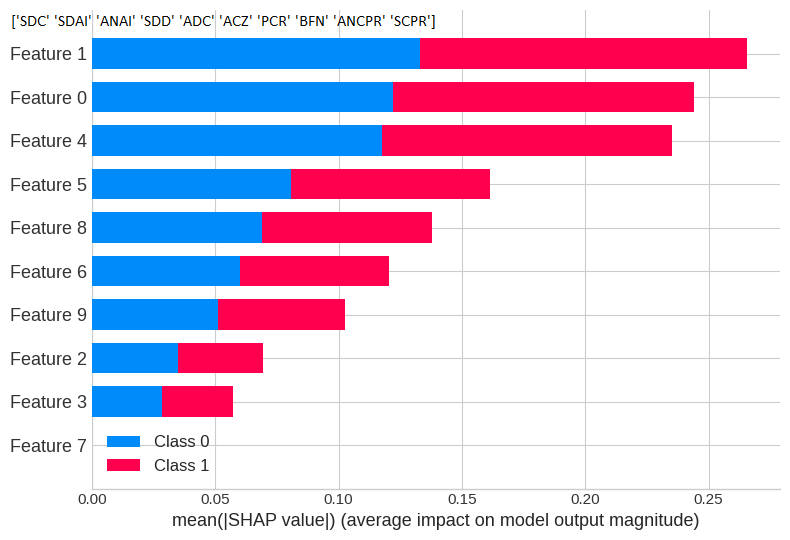 ['SDC' 'SDAI' 'ANAI' 'SDD' 'ADC' 'ACZ' 'PCR' 'BFN' 'ANCPR' 'SCPR']
Feature 1
Feature 0
Feature 4
Feature 5
Feature 8
Feature 6
Feature 9
Feature 2
Feature 3
Feature 7
Class 0
Class 1
0.00 0.05 0.10 0.15 0.20 0.25
mean(|SHAP value|) (average impact on model output magnitude)